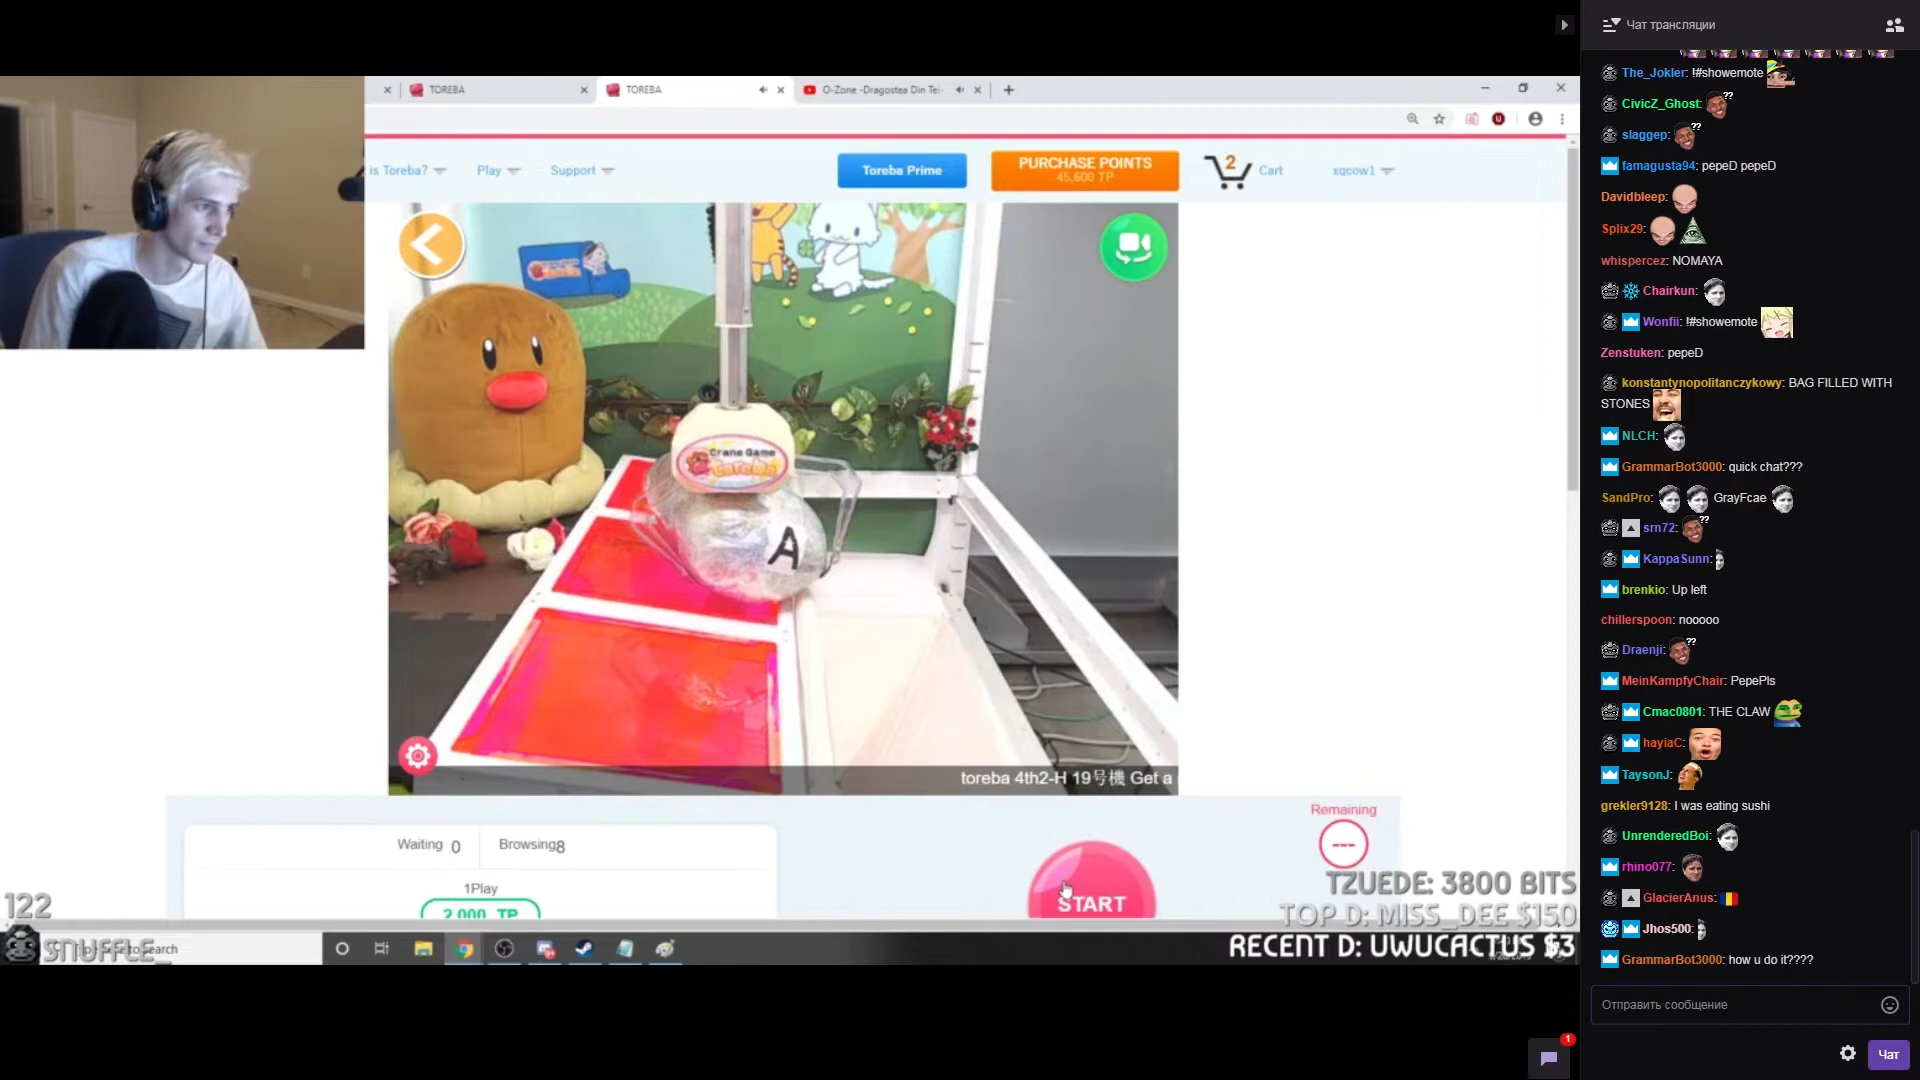 TOREBA
TOREBA
O-Zone -Dragostea Din Tei-
is Toreba?
Play
Support
Toreba Prime
PURCHASE POINTS
45,600 TP
2
Cart
xqcow1
Crane Game
toreba
A
toreba 4th2-H 19号機 Get a
Waiting 0
Browsing8
1Play
2,000 TP
START
Remaining
---
TZUEDE: 3800 BITS
TOP D: MISS_DEE $150
RECENT D: UWUCACTUS $3
122
SNUFFLE_
search
Чат трансляции
The_Jokler: !#showemote
CivicZ_Ghost:
slaggep:
famagusta94: pepeD pepeD
Davidbleep:
Splix29:
whispercez: NOMAYA
Chairkun:
Wonfii: !#showemote
Zenstuken: pepeD
konstantynopolitanczykowy: BAG FILLED WITH
STONES
NLCH:
GrammarBot3000: quick chat???
SandPro: GrayFcae
srn72:
KappaSunn:
brenkio: Up left
chillerspoon: nooooo
Draenji:
MeinKampfyChair: PepePls
Cmac0801: THE CLAW
hayiaC:
TaysonJ:
grekler9128: I was eating sushi
UnrenderedBoi:
rhino077:
GlacierAnus:
Jhos500:
GrammarBot3000: how u do it????
Отправить сообщение
1
Чат